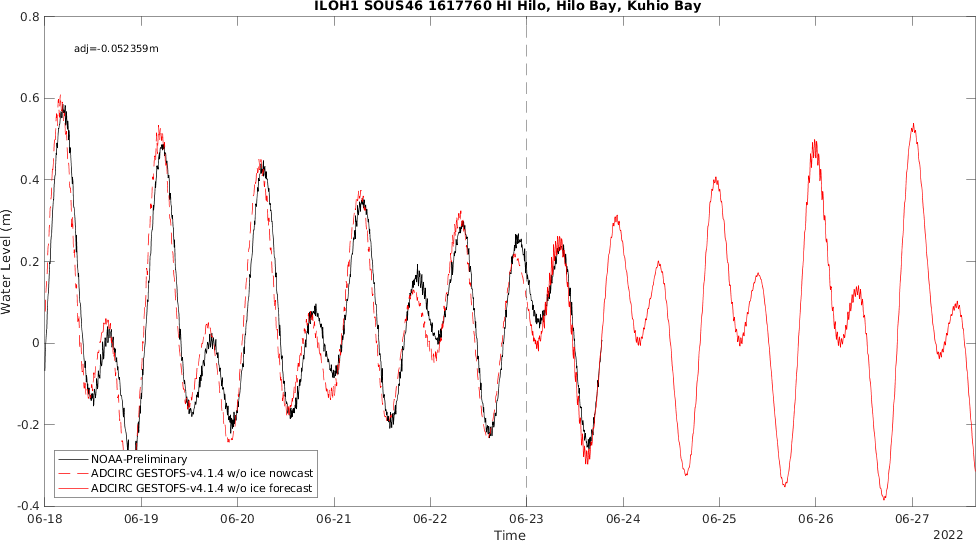 ILOH1 SOUS46 1617760 HI Hilo, Hilo Bay, Kuhio Bay
adj=-0.052359m
0.8
0.6
0.4
0.2
0
-0.2
-0.4
Water Level (m)
NOAA-Preliminary
ADCIRC GESTOFS-v4.1.4 w/o ice nowcast
ADCIRC GESTOFS-v4.1.4 w/o ice forecast
06-18 06-19 06-20 06-21 06-22 06-23 06-24 06-25 06-26 06-27
Time
2022